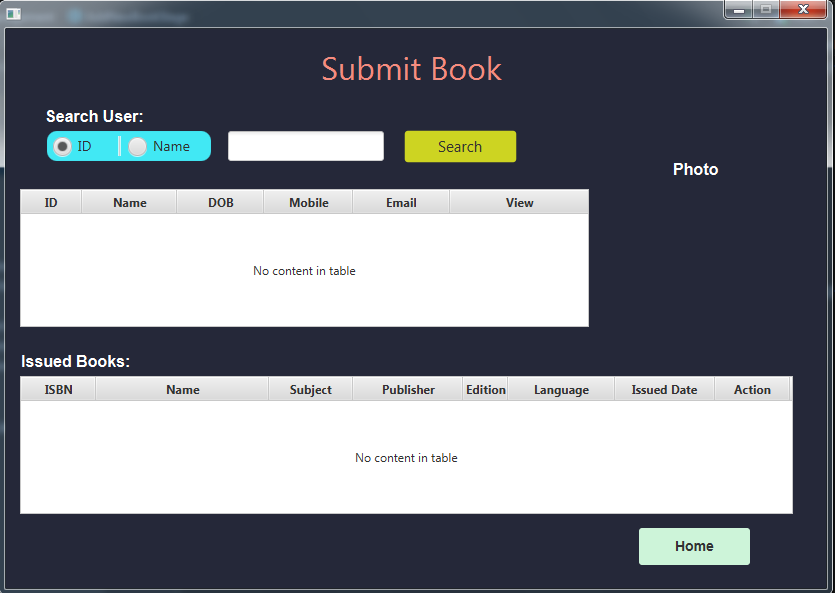 Submit Book
Search User:
ID Name Search
Photo
ID Name DOB Mobile Email View
No content in table
Issued Books:
ISBN Name Subject Publisher Edition Language Issued Date Action
No content in table
Home